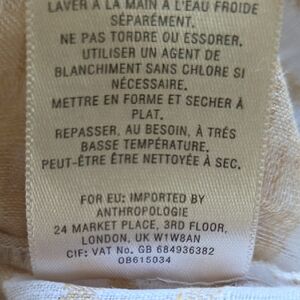 LAVER À LA MAIN À L'EAU FROIDE
SÉPARÉMENT.
NE PAS TORDRE OU ESSORER.
UTILISER UN AGENT DE
BLANCHIMENT SANS CHLORE SI
NÉCESSAIRE.
METTRE EN FORME ET SECHER À
PLAT.
REPASSER, AU BESOIN, À TRÉS
BASSE TEMPÉRATURE.
PEUT-ÊTRE ÊTRE NETTOYÉE À SEC.
FOR EU: IMPORTED BY
ANTHROPOLOGIE
24 MARKET PLACE, 3RD FLOOR,
LONDON, UK W1W8AN
CIF: VAT No. GB 684936382
OB615034